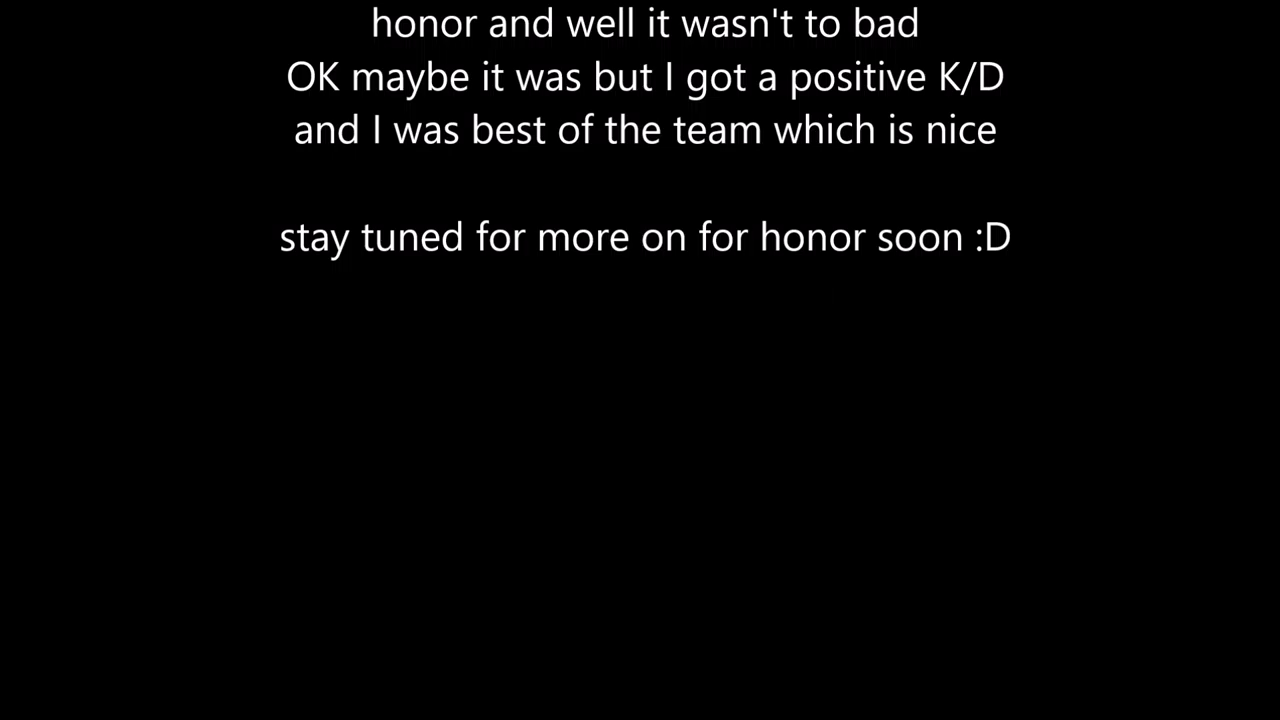 honor and well it wasn't to bad
OK maybe it was but I got a positive K/D
and I was best of the team which is nice
stay tuned for more on for honor soon :D